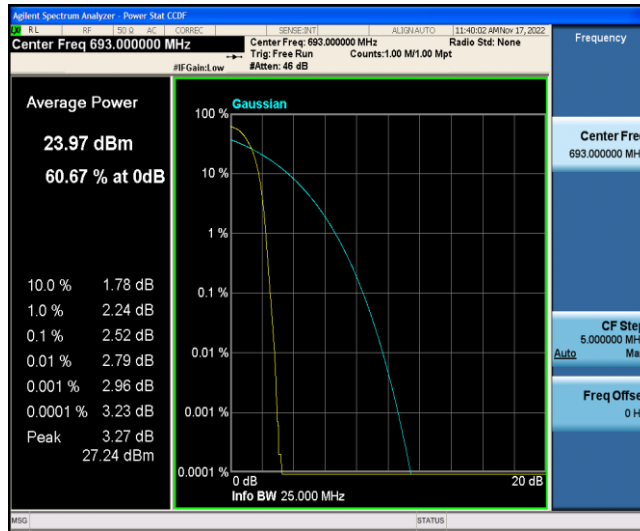 Agilent Spectrum Analyzer - Power Stat CCDF
LXI RL RF 50 Ω AC CORREC SENSE:INT ALIGN AUTO 11:40:02 AM Nov 17, 2022
Center Freq 693.000000 MHz
Center Freq: 693.000000 MHz Radio Std: None
Trig: Free Run Counts:1.00 M/1.00 Mpt
#IFGain:Low #Atten: 46 dB
Frequency
Average Power
23.97 dBm
60.67 % at 0dB
10.0 % 1.78 dB
1.0 % 2.24 dB
0.1 % 2.52 dB
0.01 % 2.79 dB
0.001 % 2.96 dB
0.0001 % 3.23 dB
Peak 3.27 dB
27.24 dBm
Gaussian
100 %
10 %
1 %
0.1 %
0.01 %
0.001 %
0.0001 %
0 dB 20 dB
Info BW 25.000 MHz
Center Fre
693.000000 MH
CF Step
5.000000 MH
Auto Ma
Freq Offse
0 H
MSG STATUS